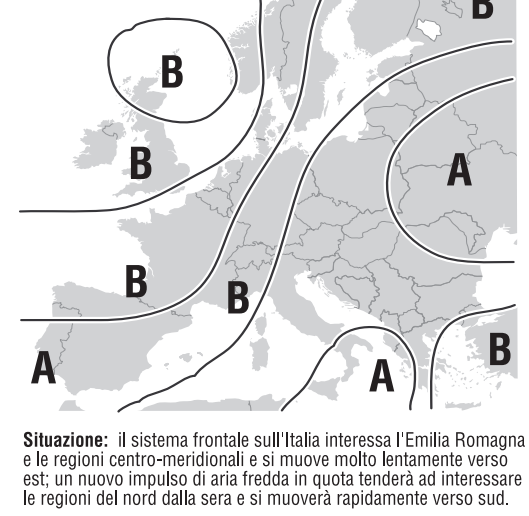 B
B
B
A
B
B
A
A
B
Situazione: il sistema frontale sull'Italia interessa l'Emilia Romagna
e le regioni centro-meridionali e si muove molto lentamente verso
est; un nuovo impulso di aria fredda in quota tenderà ad interessare
le regioni del nord dalla sera e si muoverà rapidamente verso sud.